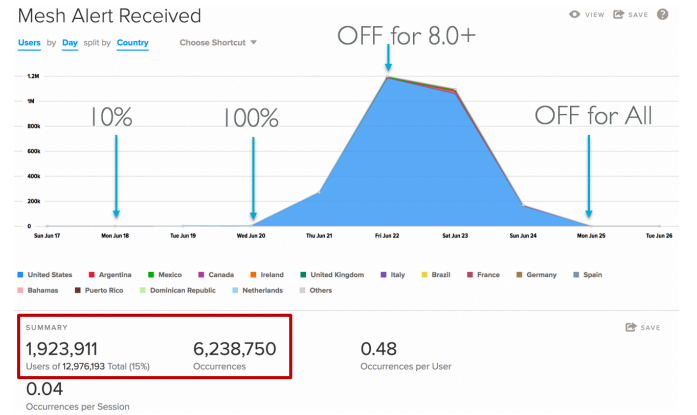 Mesh Alert Received
VIEW SAVE ?
Users by Day split by Country Choose Shortcut
OFF for 8.0+
1.2M
1M
10% 100% OFF for All
800k
600k
400k
200k
0
Sun Jun 17 Mon Jun 18 Tue Jun 19 Wed Jun 20 Thu Jun 21 Fri Jun 22 Sat Jun 23 Sun Jun 24 Mon Jun 25 Tue Jun 26
United States Argentina Mexico Canada Ireland United Kingdom Italy Brazil France Germany Spain
Bahamas Puerto Rico Dominican Republic Netherlands Others
SUMMARY SAVE
1,923,911 6,238,750 0.48
Users of 12,976,193 Total (15%) Occurrences Occurrences per User
0.04
Occurrences per Session